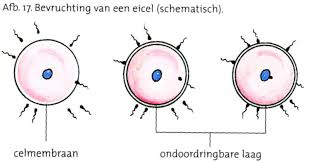 Afb. 17. Bevruchting van een eicel (schematisch).
celmembraan
ondoordringbare laag